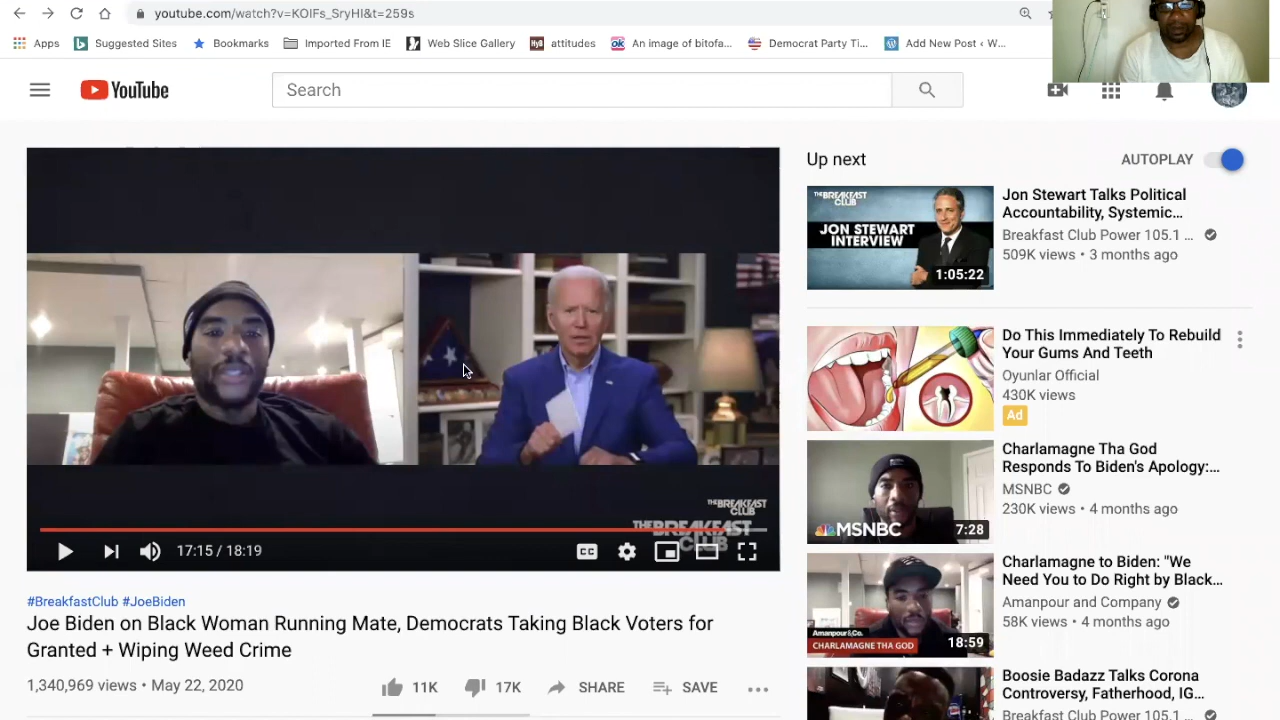 youtube.com/watch?v=KOIFs_SryHI&t=259s
Apps
Suggested Sites
Bookmarks
Imported From IE
Web Slice Gallery
attitudes
An image of bitofa...
Democrat Party Ti...
Add New Post ‹ W...
YouTube
Search
Up next
AUTOPLAY
THE BREAKFAST
CLUB
JON STEWART
INTERVIEW
1:05:22
Jon Stewart Talks Political
Accountability, Systemic...
Breakfast Club Power 105.1 ...
509K views • 3 months ago
Do This Immediately To Rebuild
Your Gums And Teeth
Oyunlar Official
430K views
Ad
MSNBC
7:28
Charlamagne Tha God
Responds To Biden's Apology:...
MSNBC
230K views • 4 months ago
Amanpour&Co.
CHARLAMAGNE THA GOD
18:59
Charlamagne to Biden: "We
Need You to Do Right by Black...
Amanpour and Company
58K views • 4 months ago
Boosie Badazz Talks Corona
Controversy, Fatherhood, IG...
Breakfast Club Power 105.1 ...
THE BREAKFAST
CLUB
THE BREAKFAST
CLUB
17:15 / 18:19
CC
#BreakfastClub #JoeBiden
Joe Biden on Black Woman Running Mate, Democrats Taking Black Voters for
Granted + Wiping Weed Crime
1,340,969 views • May 22, 2020
11K
17K
SHARE
SAVE